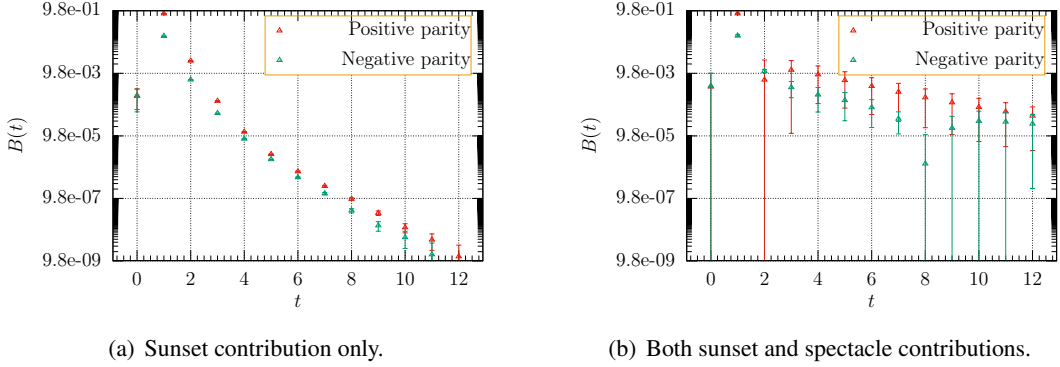 9.8e-01
9.8e-03
9.8e-05
9.8e-07
9.8e-09
B(t)
0 2 4 6 8 10 12
t
Positive parity
Negative parity
(a) Sunset contribution only.
9.8e-01
9.8e-03
9.8e-05
9.8e-07
9.8e-09
B(t)
0 2 4 6 8 10 12
t
Positive parity
Negative parity
(b) Both sunset and spectacle contributions.